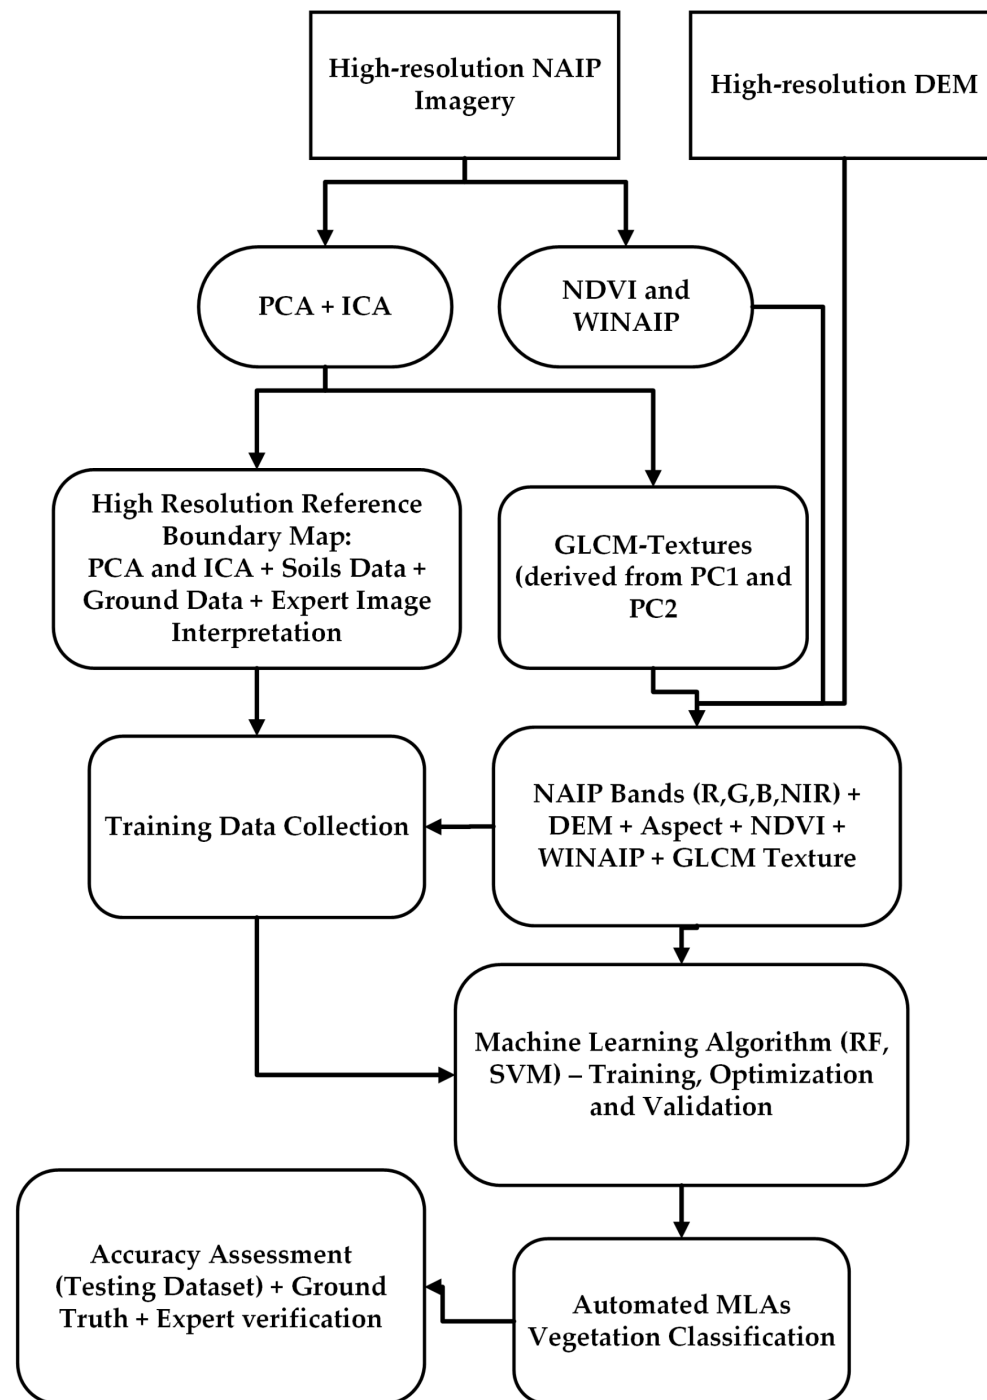 High-resolution NAIP
Imagery
High-resolution DEM
PCA + ICA
NDVI and
WINAIP
High Resolution Reference
Boundary Map:
PCA and ICA + Soils Data +
Ground Data + Expert Image
Interpretation
GLCM-Textures
(derived from PC1 and
PC2
Training Data Collection
NAIP Bands (R,G,B,NIR) +
DEM + Aspect + NDVI +
WINAIP + GLCM Texture
Machine Learning Algorithm (RF,
SVM) – Training, Optimization
and Validation
Accuracy Assessment
(Testing Dataset) + Ground
Truth + Expert verification
Automated MLAs
Vegetation Classification